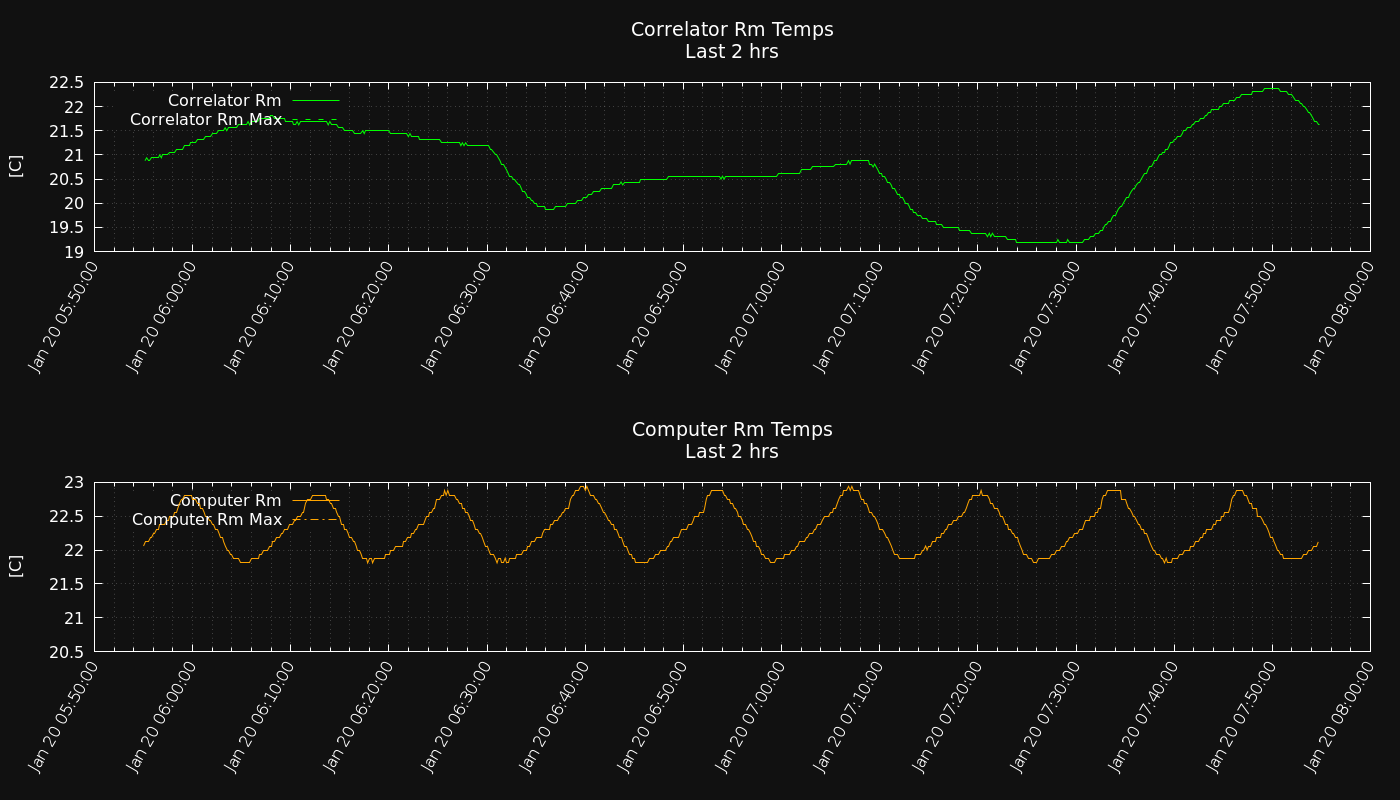 Correlator Rm Temps
Last 2 hrs
22.5
22
21.5
21
20.5
20
19.5
19
[C]
Correlator Rm
Correlator Rm Max
Jan 20 05:50:00
Jan 20 06:00:00
Jan 20 06:10:00
Jan 20 06:20:00
Jan 20 06:30:00
Jan 20 06:40:00
Jan 20 06:50:00
Jan 20 07:00:00
Jan 20 07:10:00
Jan 20 07:20:00
Jan 20 07:30:00
Jan 20 07:40:00
Jan 20 07:50:00
Jan 20 08:00:00
Computer Rm Temps
Last 2 hrs
23
22.5
22
21.5
21
20.5
[C]
Computer Rm
Computer Rm Max
Jan 20 05:50:00
Jan 20 06:00:00
Jan 20 06:10:00
Jan 20 06:20:00
Jan 20 06:30:00
Jan 20 06:40:00
Jan 20 06:50:00
Jan 20 07:00:00
Jan 20 07:10:00
Jan 20 07:20:00
Jan 20 07:30:00
Jan 20 07:40:00
Jan 20 07:50:00
Jan 20 08:00:00